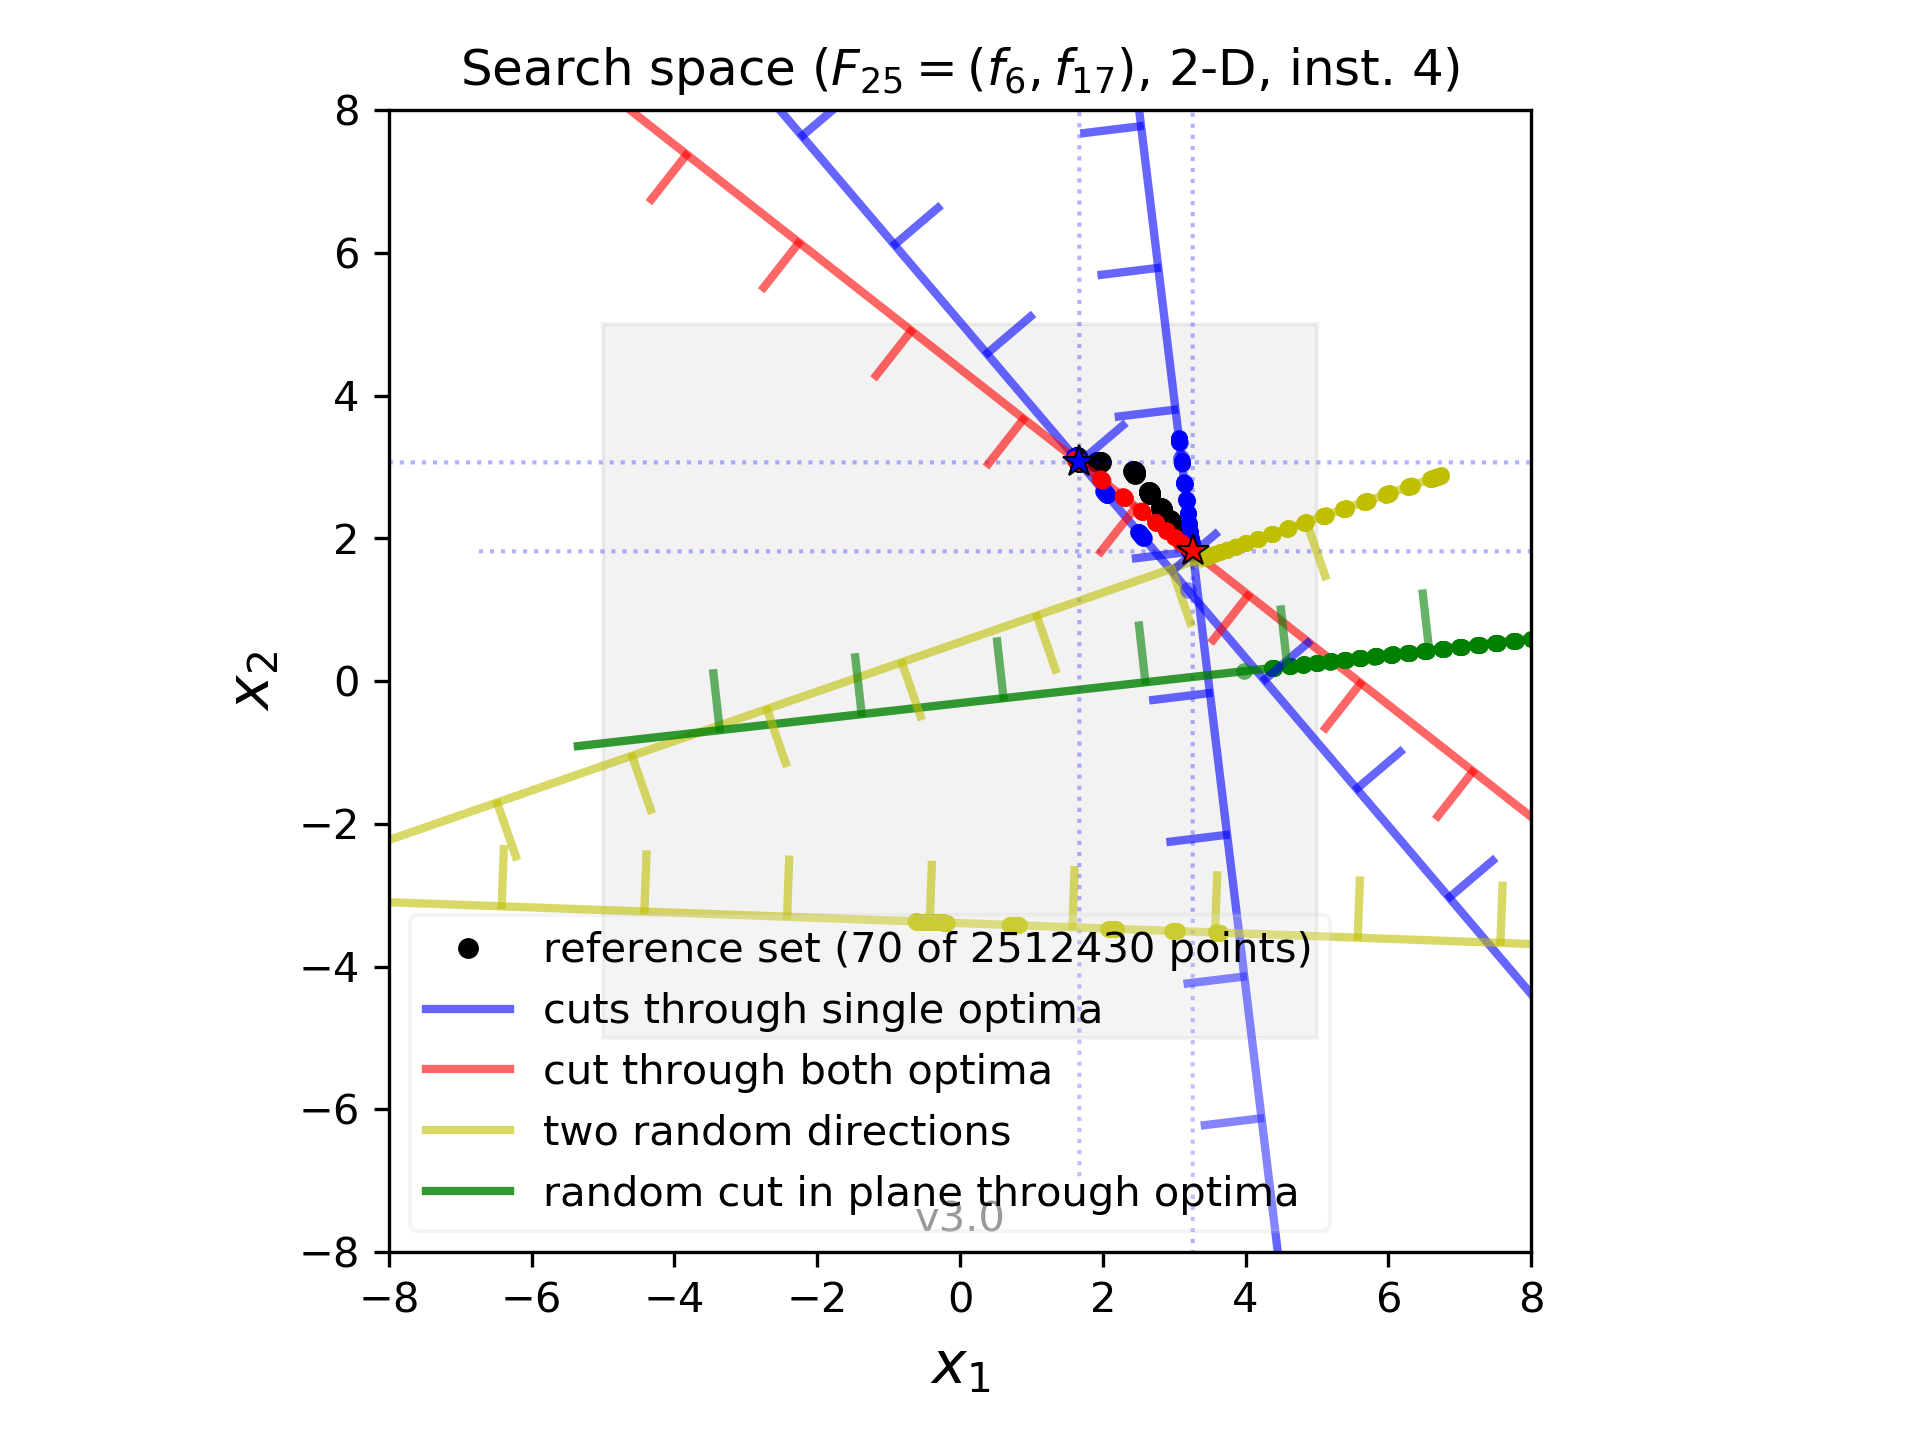 Search space (F25 = (f6, f17), 2-D, inst. 4)
8
6
4
2
0
−2
−4
−6
−8
x2
reference set (70 of 2512430 points)
cuts through single optima
cut through both optima
two random directions
random cut in plane through optima
v3.0
−8 −6 −4 −2 0 2 4 6 8
x1